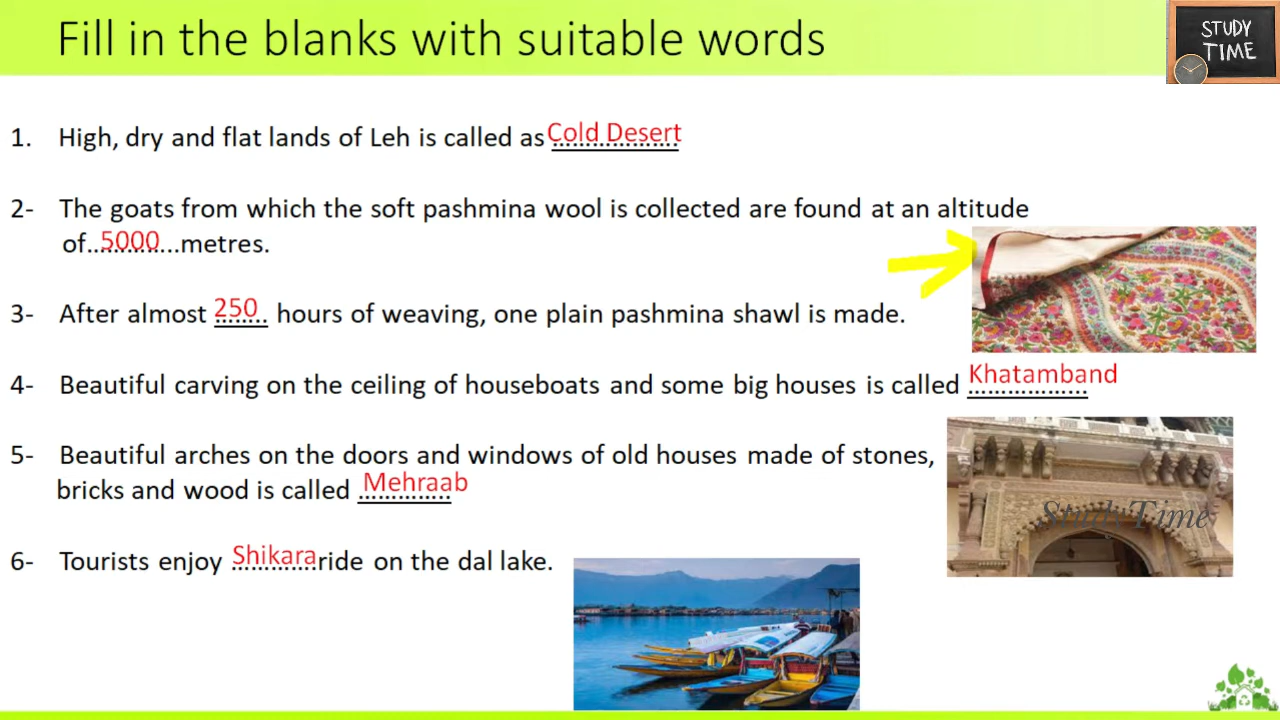 Fill in the blanks with suitable words
STUDY
TIME
1. High, dry and flat lands of Leh is called as Cold Desert
2- The goats from which the soft pashmina wool is collected are found at an altitude
of..5000...metres.
3- After almost 250.. hours of weaving, one plain pashmina shawl is made.
4- Beautiful carving on the ceiling of houseboats and some big houses is called Khatamband
5- Beautiful arches on the doors and windows of old houses made of stones,
bricks and wood is called Mehraab
Study Time
6- Tourists enjoy Shikara ride on the dal lake.